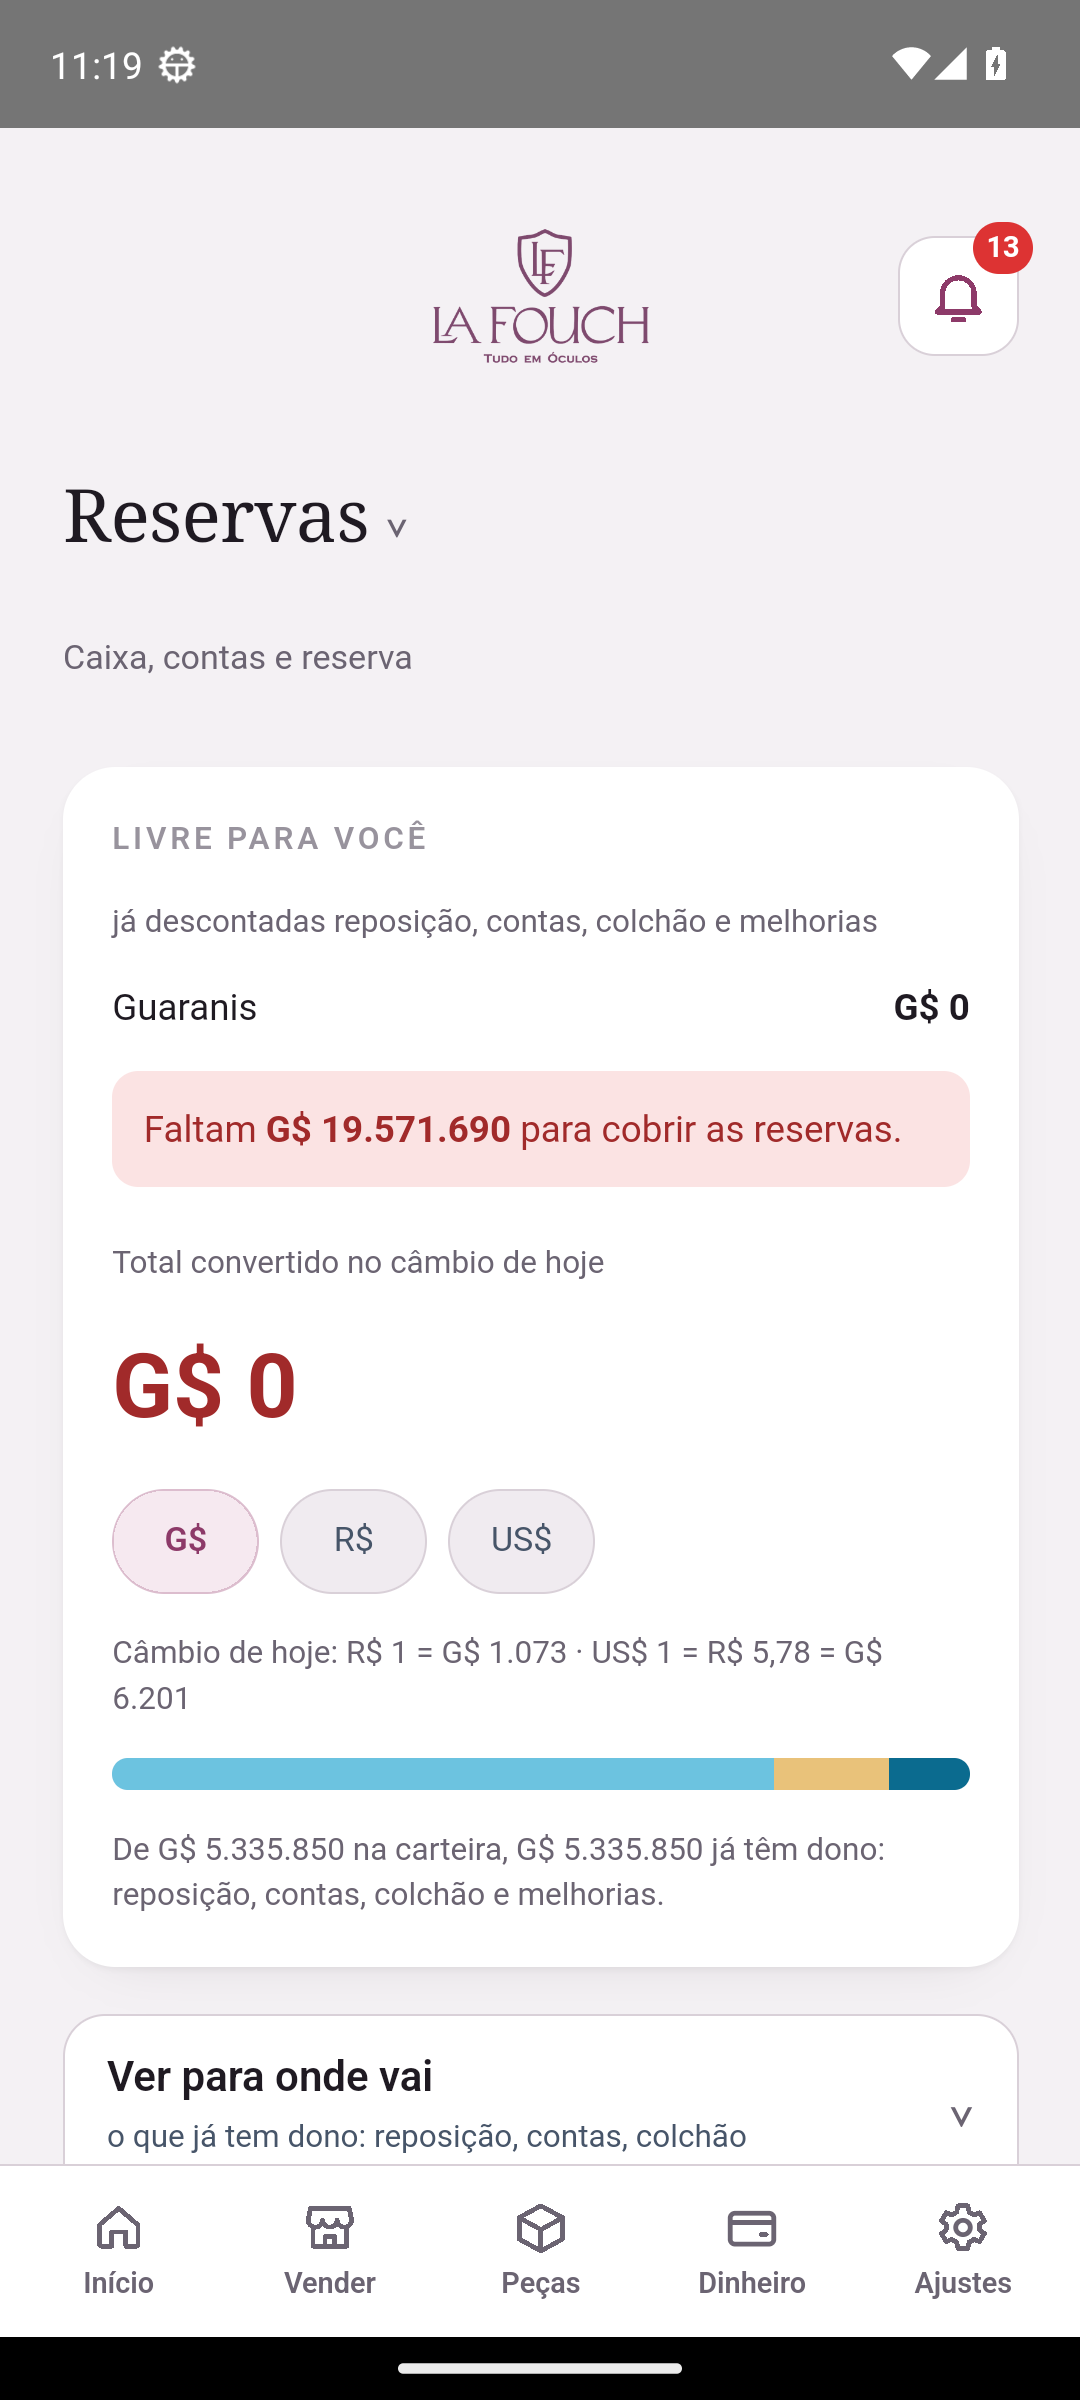 11:19
LF
LA FOUCH
TUDO EM ÓCULOS
13
Reservas
Caixa, contas e reserva
LIVRE PARA VOCÊ
já descontadas reposição, contas, colchão e melhorias
Guaranis G$ 0
Faltam G$ 19.571.690 para cobrir as reservas.
Total convertido no câmbio de hoje
G$ 0
G$ R$ US$
Câmbio de hoje: R$ 1 = G$ 1.073 · US$ 1 = R$ 5,78 = G$
6.201
De G$ 5.335.850 na carteira, G$ 5.335.850 já têm dono:
reposição, contas, colchão e melhorias.
Ver para onde vai
o que já tem dono: reposição, contas, colchão
Início Vender Peças Dinheiro Ajustes